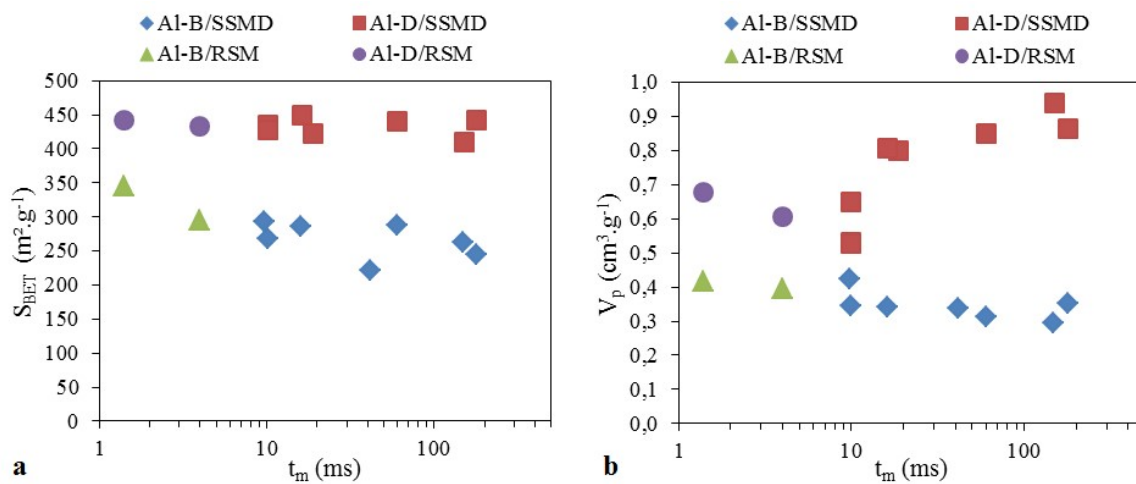 Al-B/SSMD Al-D/SSMD
Al-B/RSM Al-D/RSM
500
450
400
350
300
250
200
150
100
50
0
S_BET (m².g⁻¹)
1 10 100
t_m (ms)
a
Al-B/SSMD Al-D/SSMD
Al-B/RSM Al-D/RSM
1,0
0,9
0,8
0,7
0,6
0,5
0,4
0,3
0,2
0,1
0,0
V_p (cm³.g⁻¹)
1 10 100
t_m (ms)
b